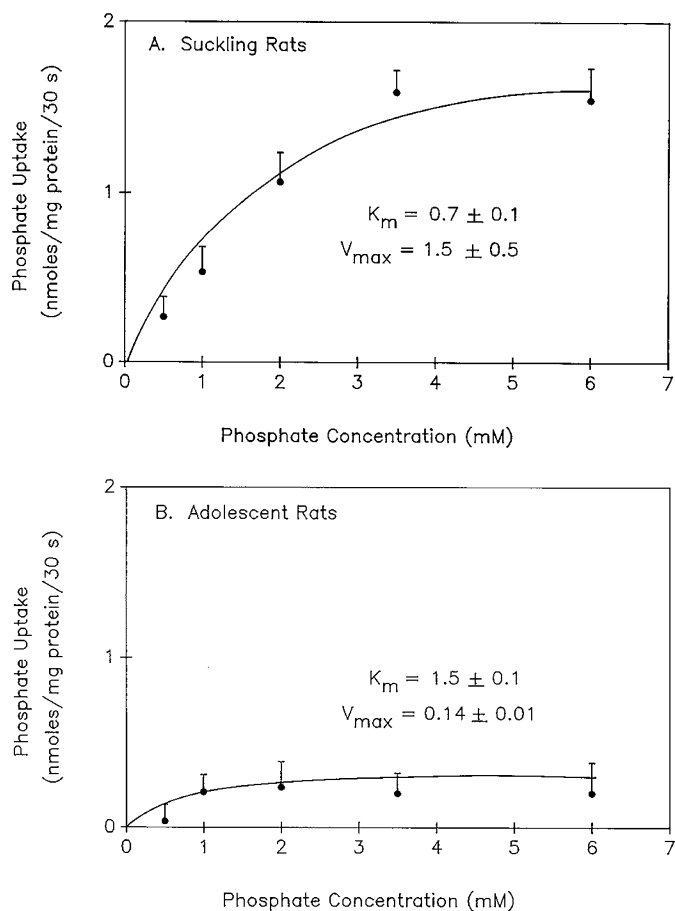 A. Suckling Rats
2
1
0
Phosphate Uptake
(nmoles/mg protein/30 s)
Km = 0.7 ± 0.1
Vmax = 1.5 ± 0.5
0 1 2 3 4 5 6 7
Phosphate Concentration (mM)
B. Adolescent Rats
2
1
0
Phosphate Uptake
(nmoles/mg protein/30 s)
Km = 1.5 ± 0.1
Vmax = 0.14 ± 0.01
0 1 2 3 4 5 6 7
Phosphate Concentration (mM)